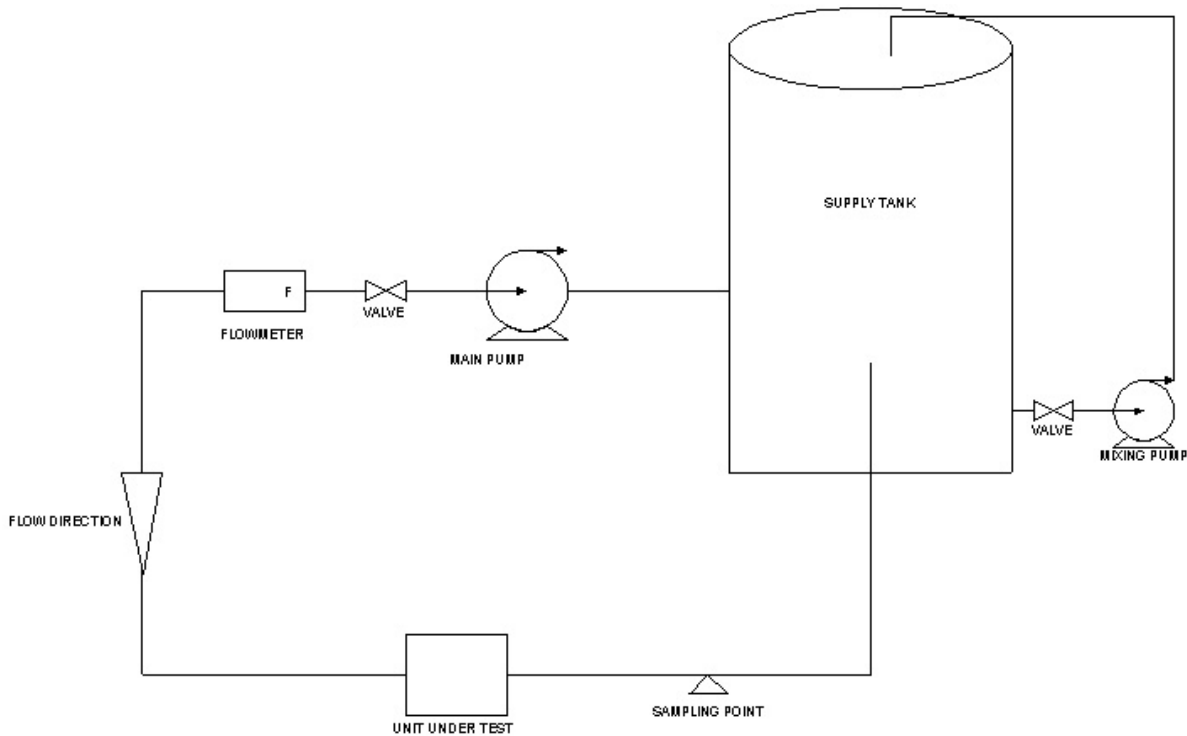 SUPPLY TANK
F
VALVE
FLOWMETER
MAIN PUMP
VALVE
MIXING PUMP
FLOW DIRECTION
SAMPLING POINT
UNIT UNDER TEST